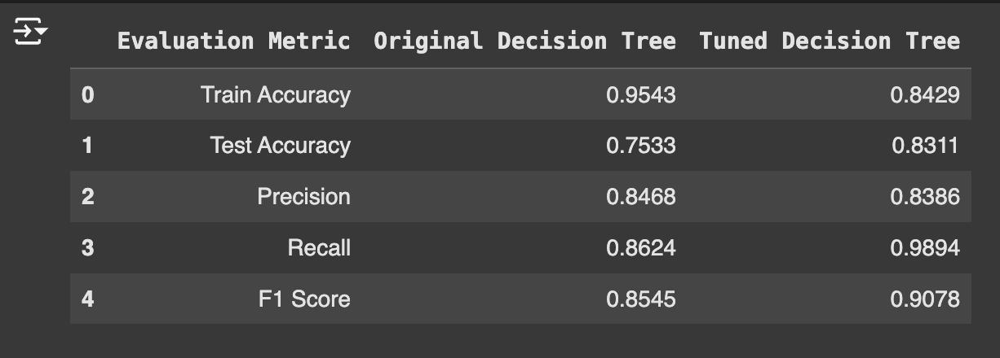 Evaluation Metric Original Decision Tree Tuned Decision Tree
0 Train Accuracy 0.9543 0.8429
1 Test Accuracy 0.7533 0.8311
2 Precision 0.8468 0.8386
3 Recall 0.8624 0.9894
4 F1 Score 0.8545 0.9078